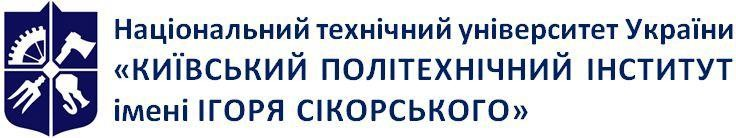 Національний технічний університет України
«КИЇВСЬКИЙ ПОЛІТЕХНІЧНИЙ ІНСТИТУТ
імені ІГОРЯ СІКОРСЬКОГО»